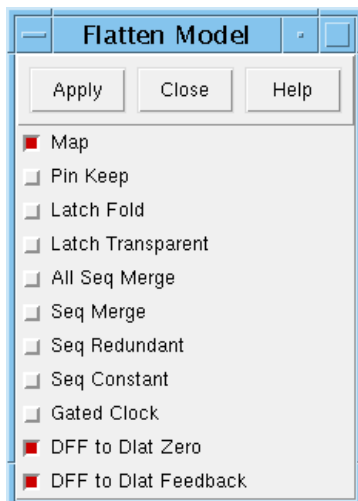 Flatten Model
Apply Close Help
Map
Pin Keep
Latch Fold
Latch Transparent
All Seq Merge
Seq Merge
Seq Redundant
Seq Constant
Gated Clock
DFF to Dlat Zero
DFF to Dlat Feedback